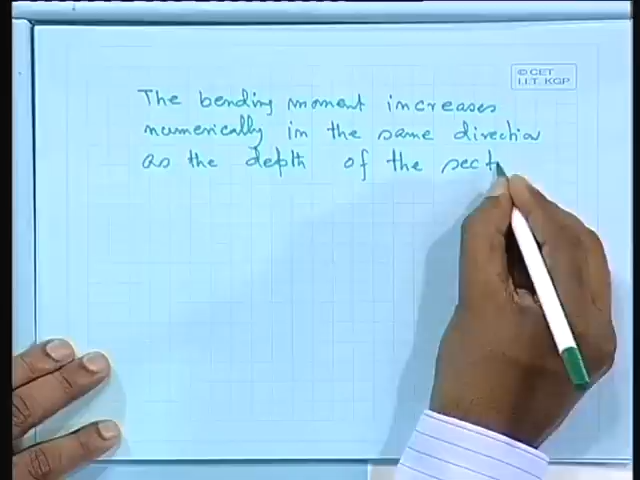 © CET
I.I.T. KGP
The bending moment increases
numerically in the same direction
as the depth of the sect